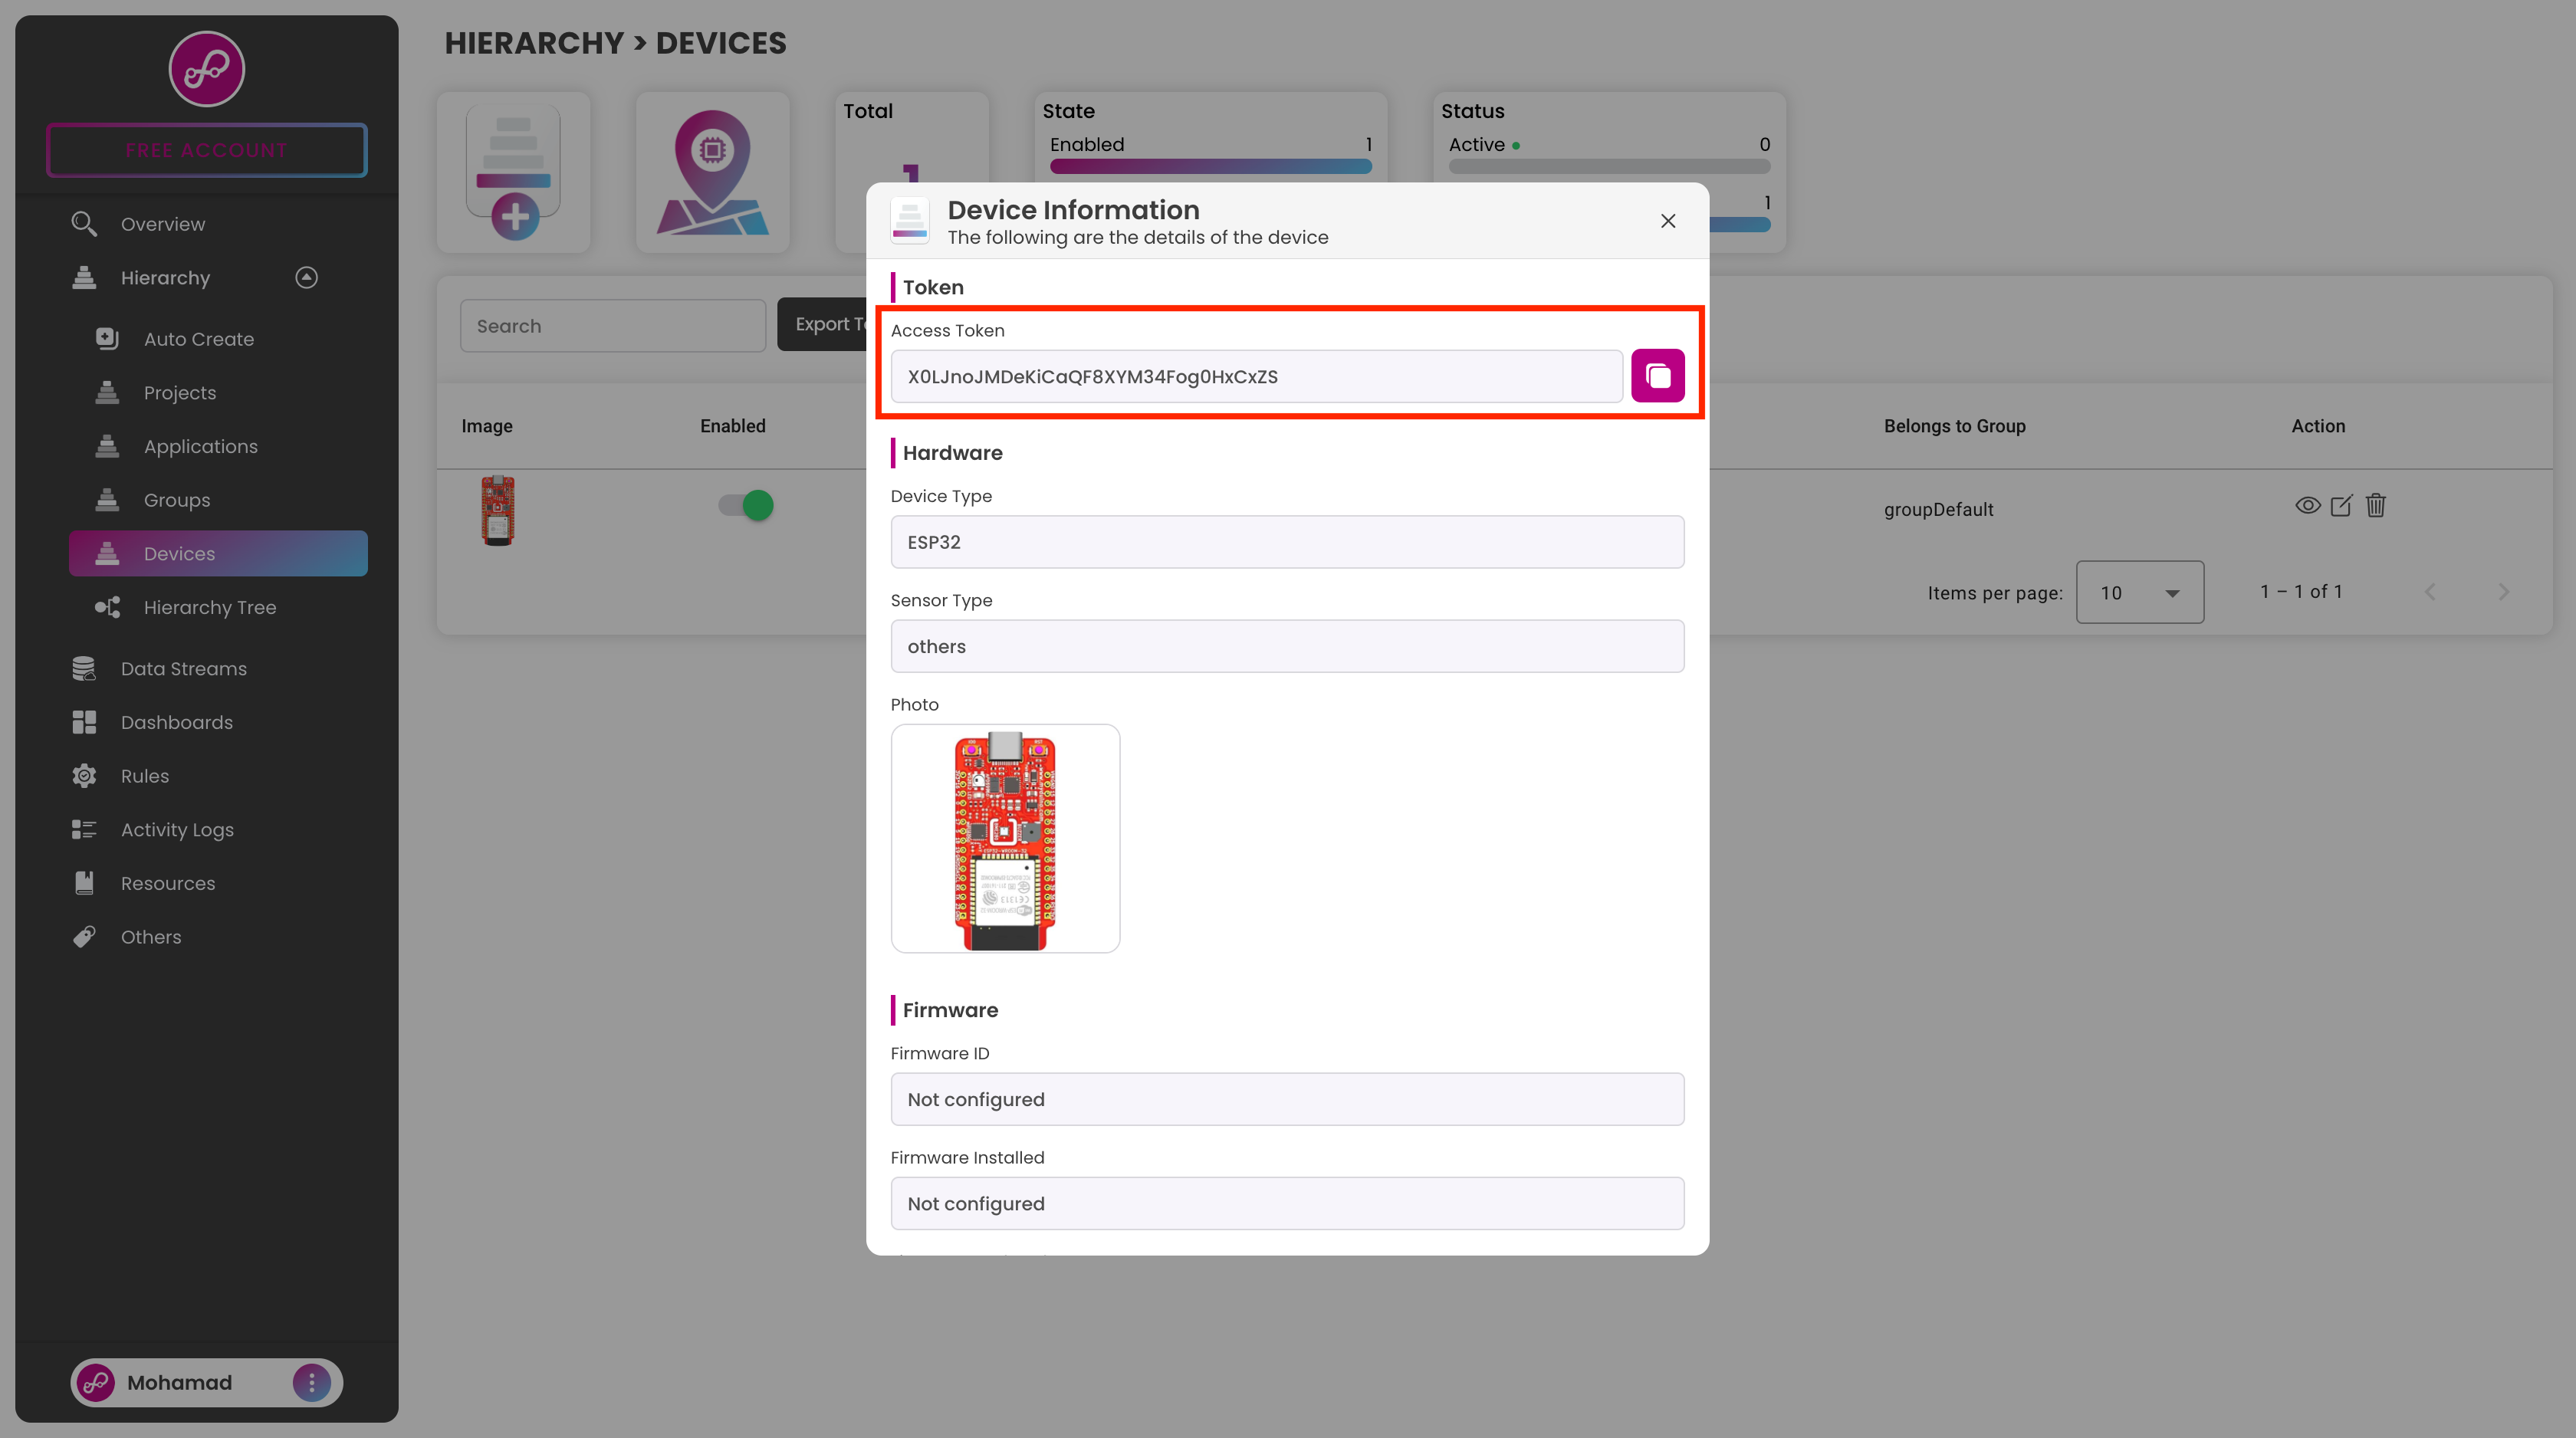 FREE ACCOUNT
Overview
Hierarchy
Auto Create
Projects
Applications
Groups
Devices
Hierarchy Tree
Data Streams
Dashboards
Rules
Activity Logs
Resources
Others
Mohamad
HIERARCHY > DEVICES
Total
1
State
Enabled 1
Status
Active 0
1
Search
Export
Image Enabled Belongs to Group Action
groupDefault
Items per page: 10 1 – 1 of 1
Device Information
The following are the details of the device
Token
Access Token
X0LJnoJMDeKiCaQF8XYM34Fog0HxCxZS
Hardware
Device Type
ESP32
Sensor Type
others
Photo
Firmware
Firmware ID
Not configured
Firmware Installed
Not configured